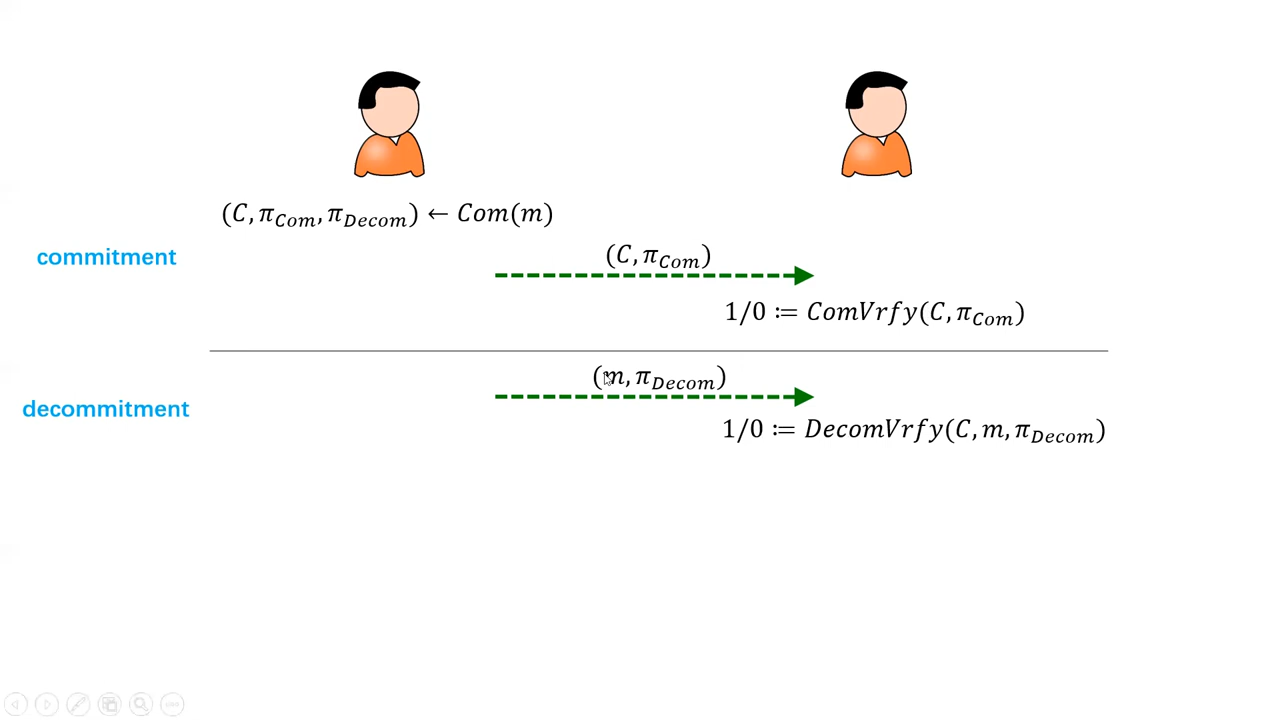 (C, π_Com, π_Decom) ← Com(m)
commitment
(C, π_Com)
1/0 ≔ ComVrfy(C, π_Com)
(m, π_Decom)
decommitment
1/0 ≔ DecomVrfy(C, m, π_Decom)